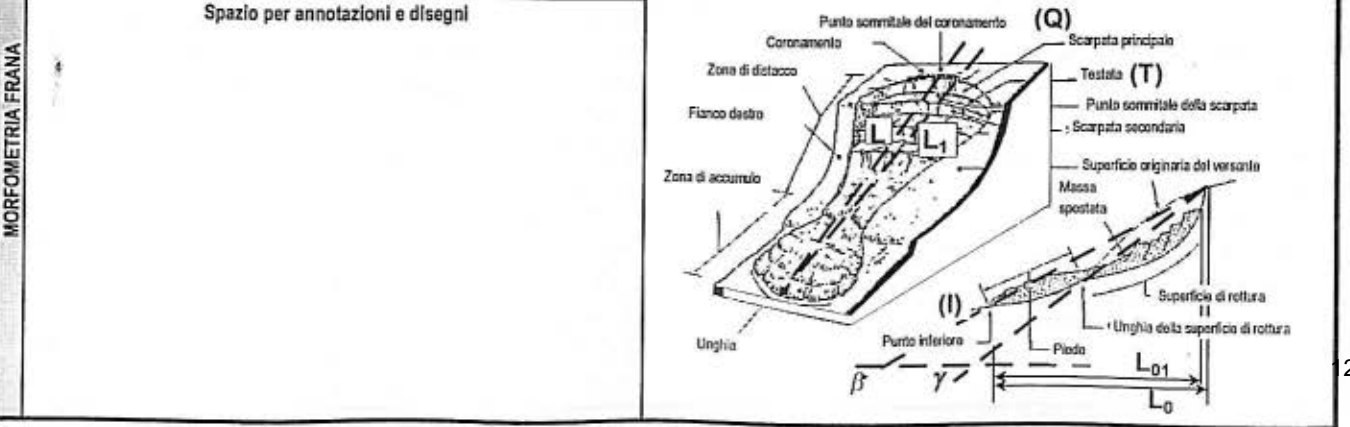 MORFOMETRIA FRANA
Spazio per annotazioni e disegni
Punto sommitale del coronamento
(Q)
Coronamento
Scarpata principale
Zona di distacco
Testata (T)
Punto sommitale della scarpata
Fianco destro
Scarpata secondaria
L
L1
Superficie originaria del versante
Zona di accumulo
Massa
spostata
Superficie di rottura
(I)
Unghia della superficie di rottura
Unghia
Punto inferiore
Piede
β
γ
L01
L0
12